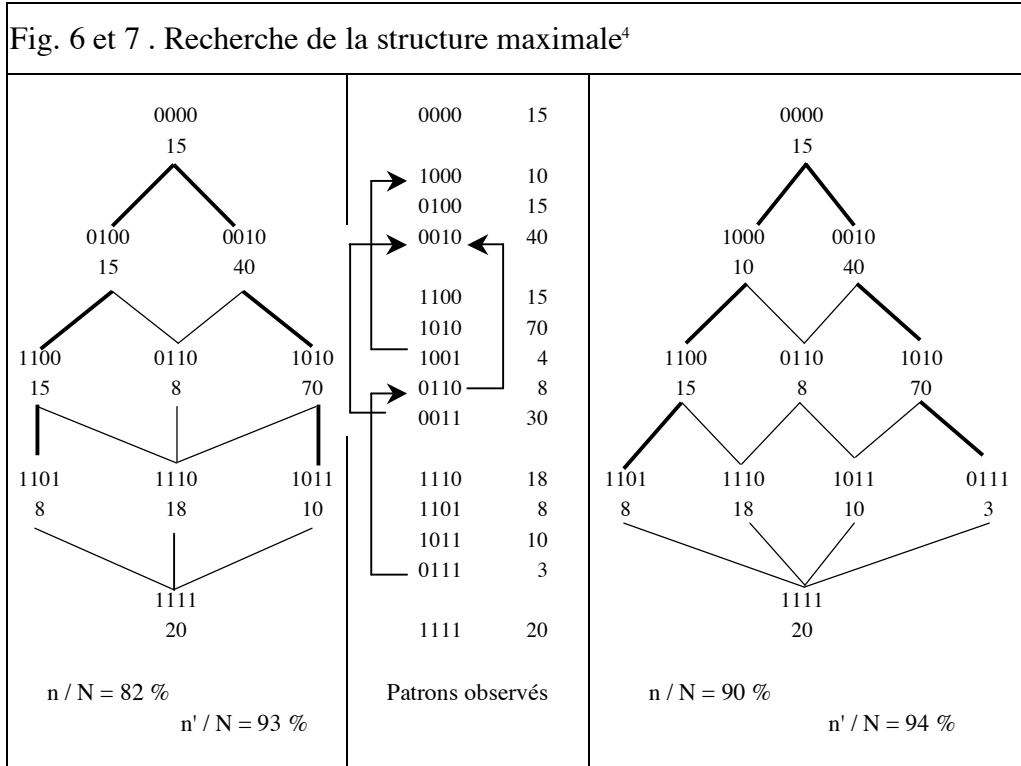 Fig. 6 et 7 . Recherche de la structure maximale4
0000
15
0100 0010
15 40
1100 0110 1010
15 8 70
1101 1110 1011
8 18 10
1111
20
n / N = 82 %
n' / N = 93 %
0000 15
1000 10
0100 15
0010 40
1100 15
1010 70
1001 4
0110 8
0011 30
1110 18
1101 8
1011 10
0111 3
1111 20
Patrons observés
0000
15
1000 0010
10 40
1100 0110 1010
15 8 70
1101 1110 1011 0111
8 18 10 3
1111
20
n / N = 90 %
n' / N = 94 %